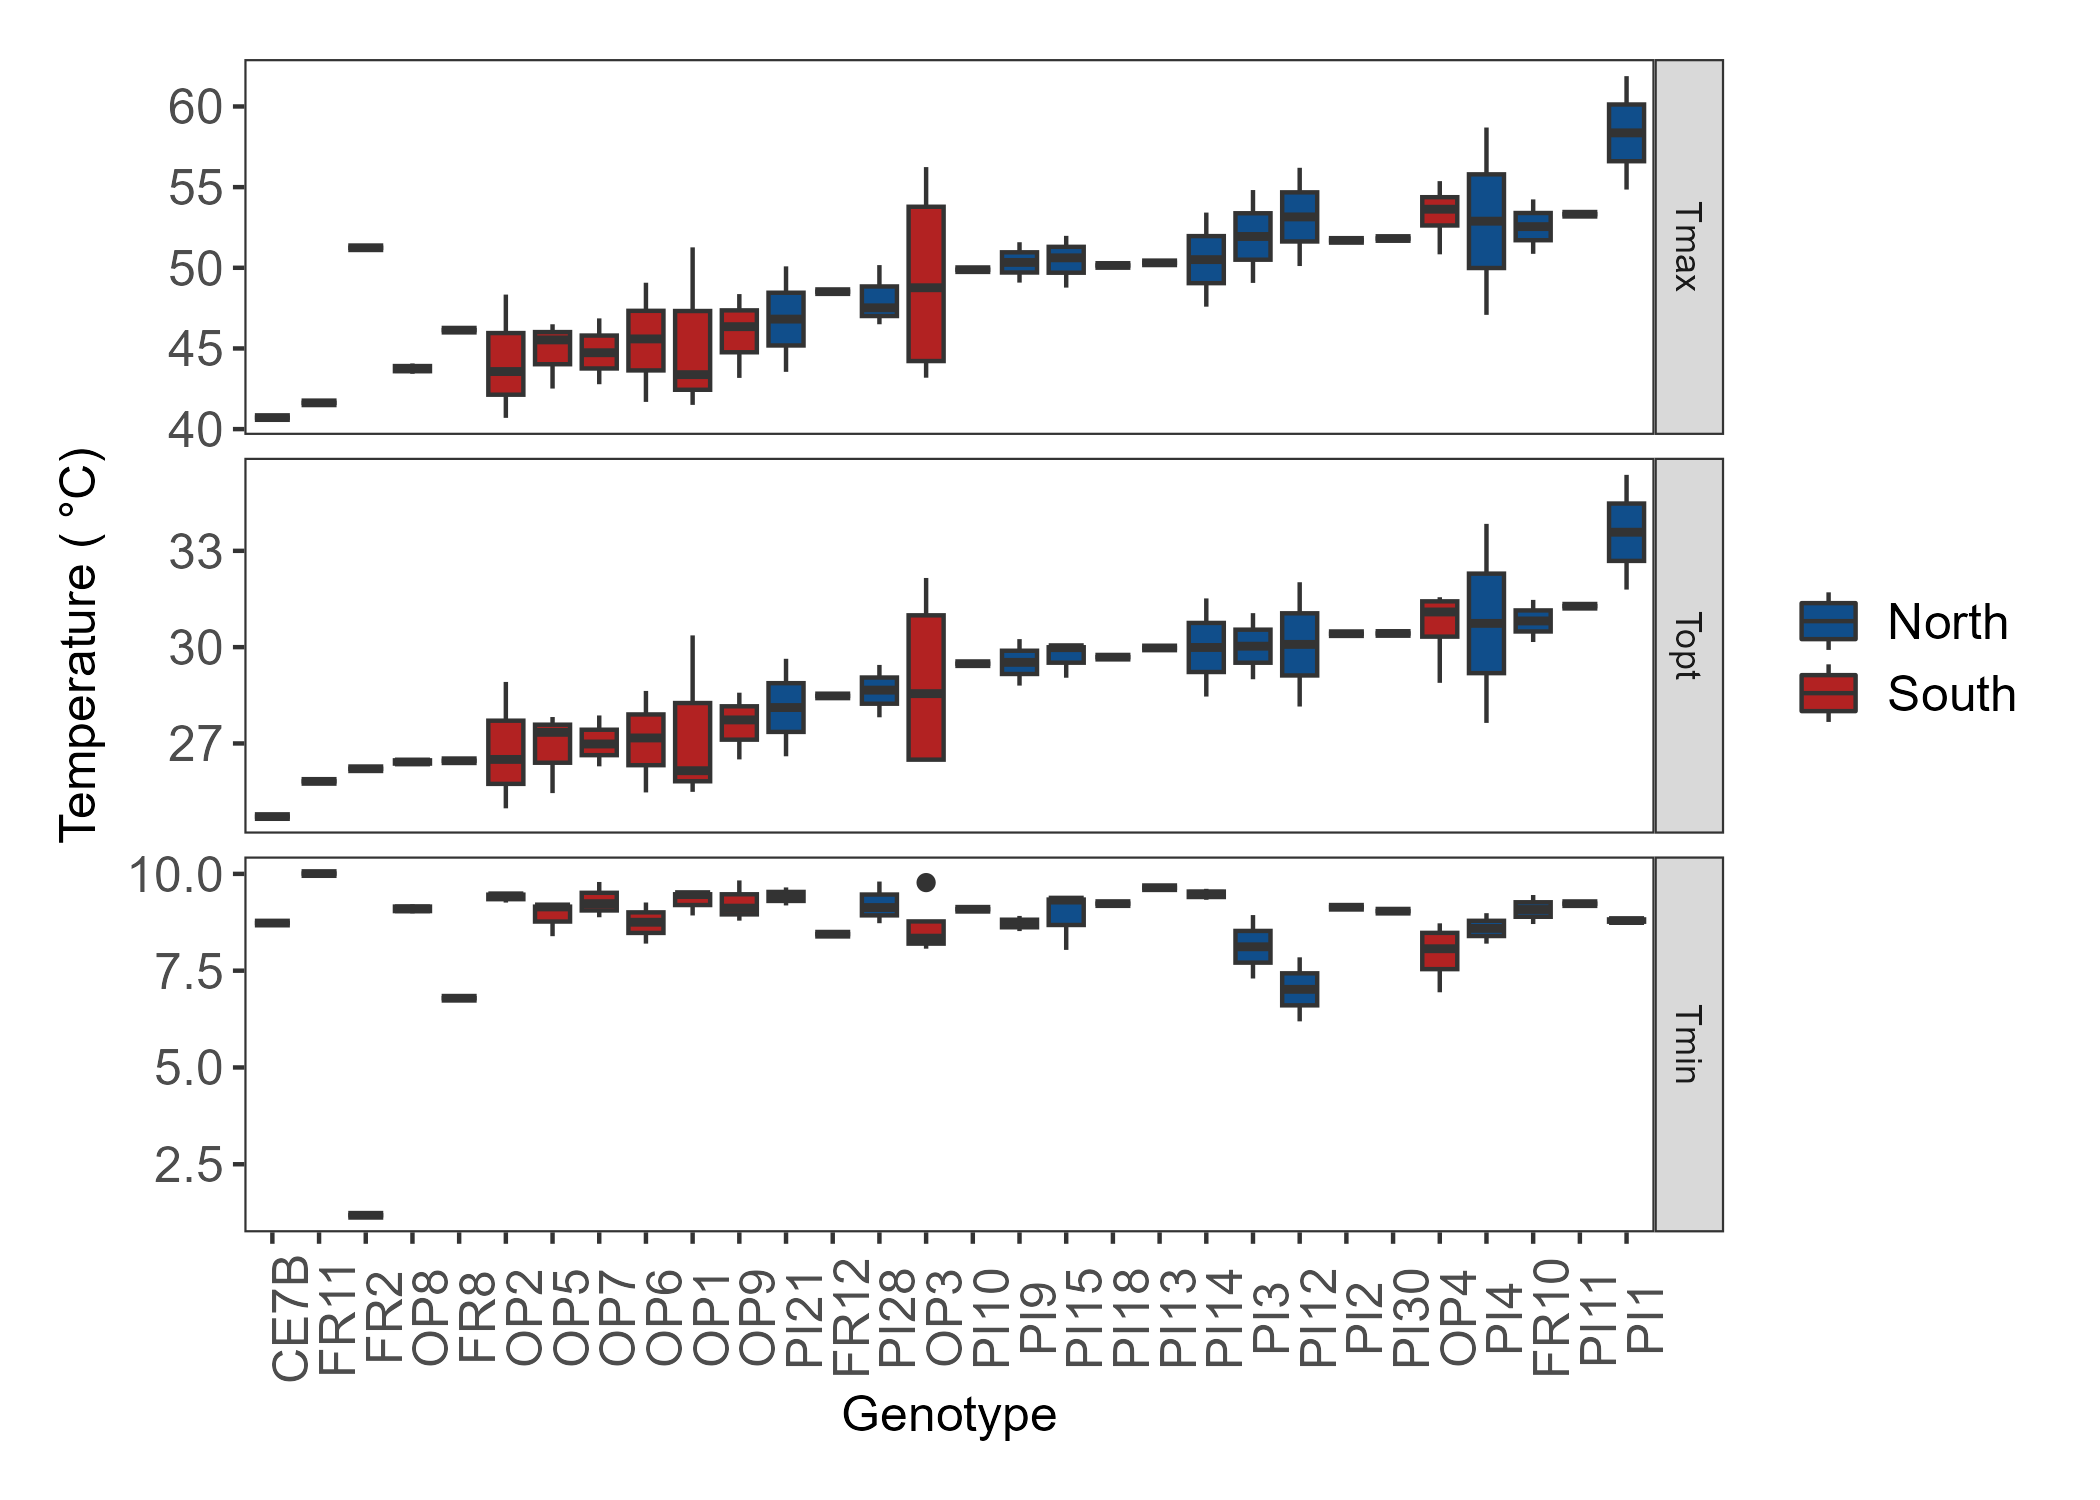 60
55
50
45
40
Tmax
33
30
27
Topt
10.0
7.5
5.0
2.5
Tmin
Temperature ( °C)
North
South
CE7B
FR11
FR2
OP8
FR8
OP2
OP5
OP7
OP6
OP1
OP9
PI21
FR12
PI28
OP3
PI10
PI9
PI15
PI18
PI13
PI14
PI3
PI12
PI2
PI30
OP4
PI4
FR10
PI11
PI1
Genotype